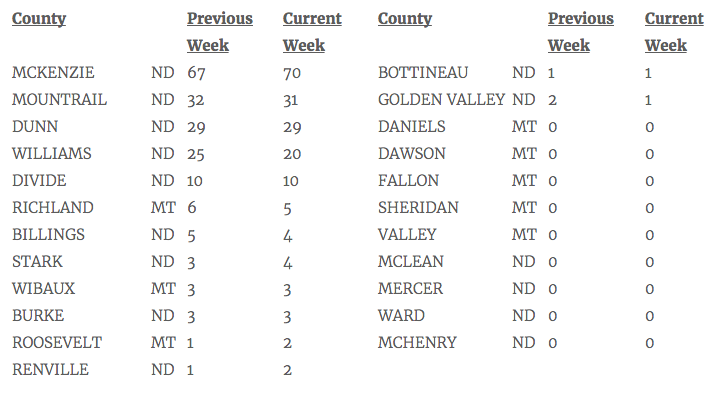 County Previous Week Current Week County Previous Week Current Week
MCKENZIE ND 67 70 BOTTINEAU ND 1 1
MOUNTRAIL ND 32 31 GOLDEN VALLEY ND 2 1
DUNN ND 29 29 DANIELS MT 0 0
WILLIAMS ND 25 20 DAWSON MT 0 0
DIVIDE ND 10 10 FALLON MT 0 0
RICHLAND MT 6 5 SHERIDAN MT 0 0
BILLINGS ND 5 4 VALLEY MT 0 0
STARK ND 3 4 MCLEAN ND 0 0
WIBAUX MT 3 3 MERCER ND 0 0
BURKE ND 3 3 WARD ND 0 0
ROOSEVELT MT 1 2 MCHENRY ND 0 0
RENVILLE ND 1 2